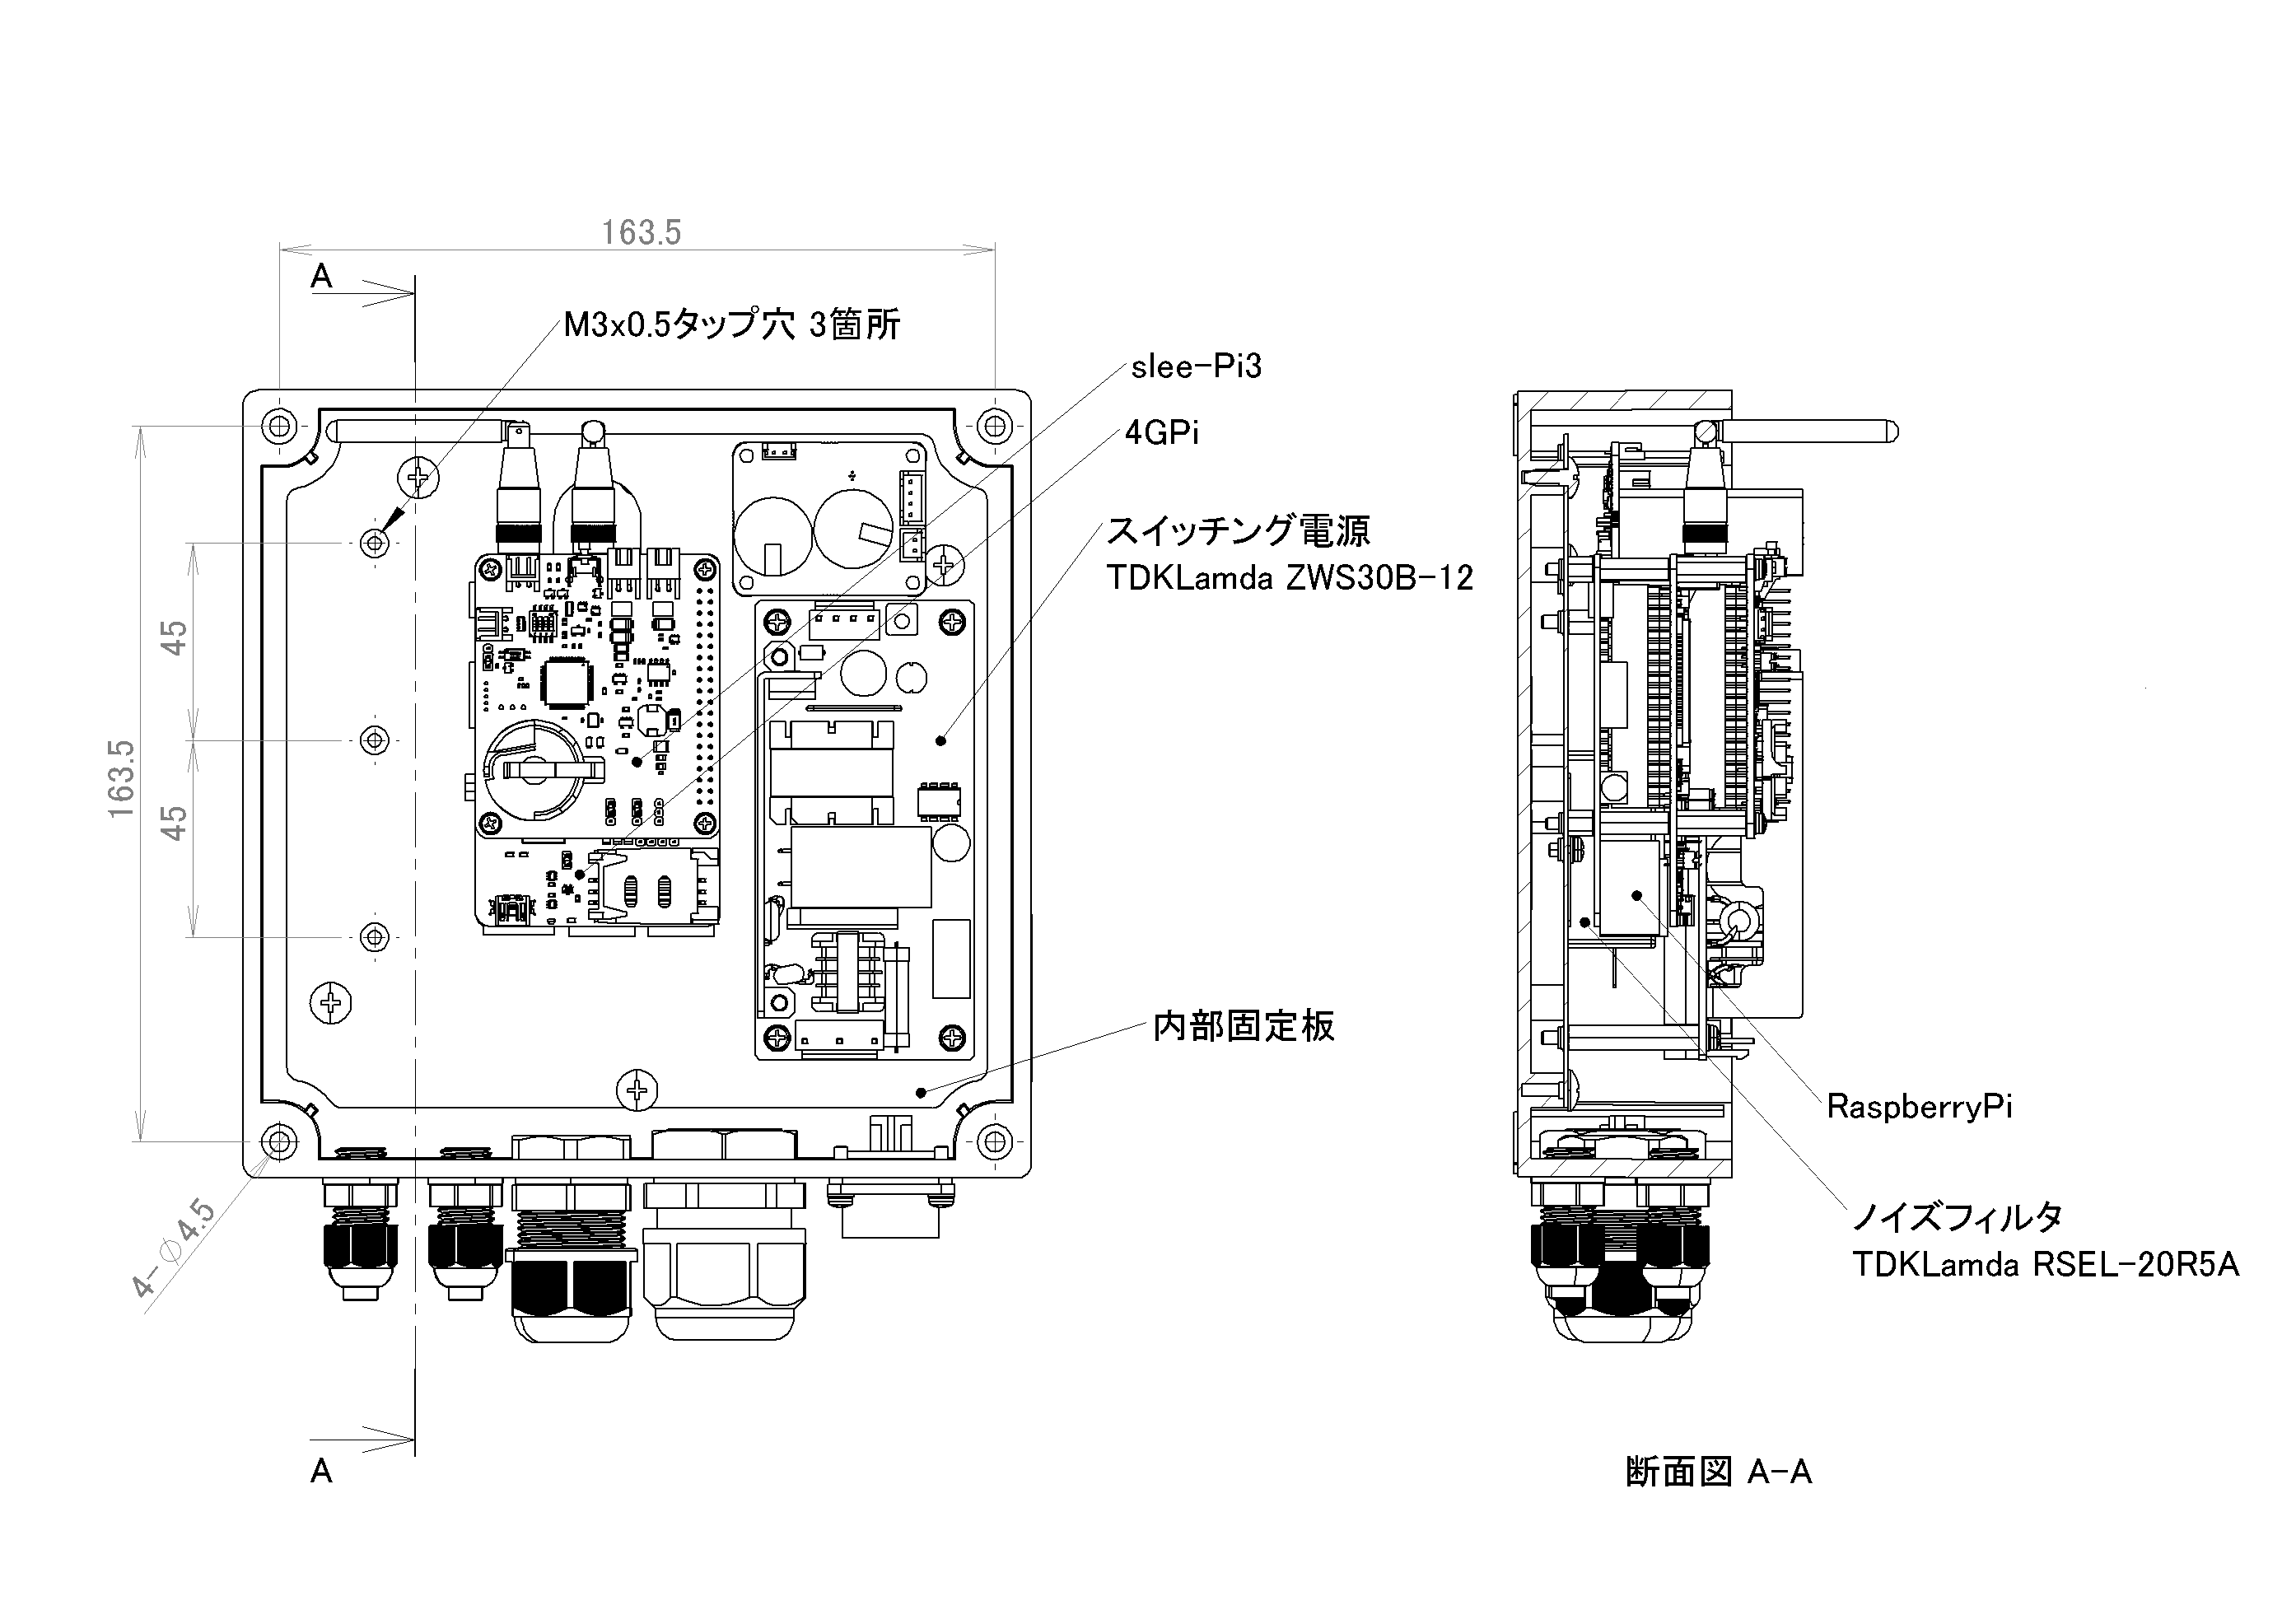 163.5
A
M3x0.5タップ穴 3箇所
slee-Pi3
4GPi
スイッチング電源
TDKLamda ZWS30B-12
45
163.5
45
内部固定板
RaspberryPi
4-Ø4.5
ノイズフィルタ
TDKLamda RSEL-20R5A
A
断面図 A-A